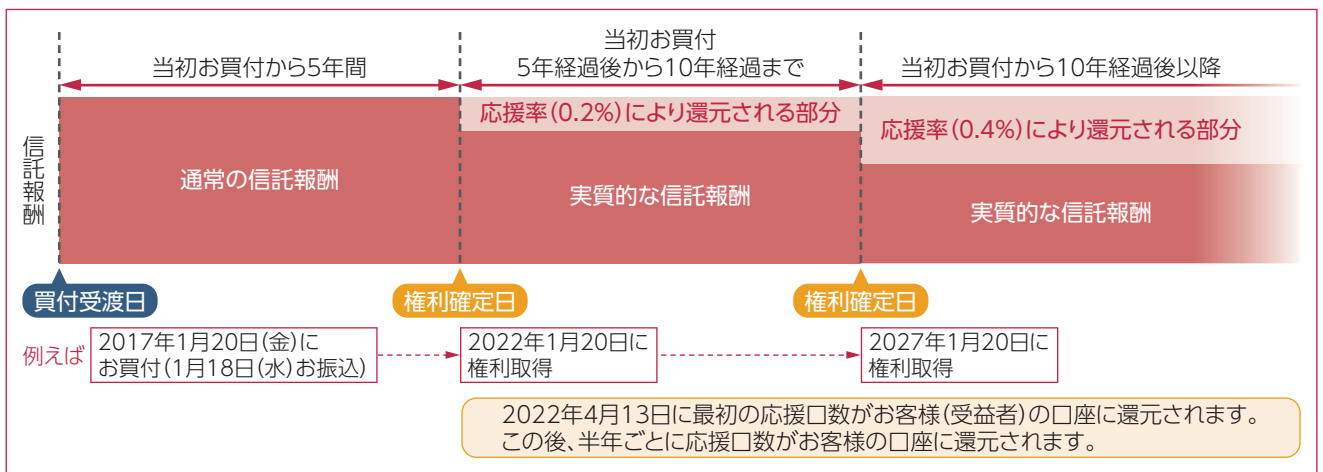 当初お買付から5年間
当初お買付
5年経過後から10年経過まで
当初お買付から10年経過後以降
信託報酬
通常の信託報酬
応援率(0.2%)により還元される部分
実質的な信託報酬
応援率(0.4%)により還元される部分
実質的な信託報酬
買付受渡日
権利確定日
権利確定日
例えば
2017年1月20日(金)に
お買付(1月18日(水)お振込)
2022年1月20日に
権利取得
2027年1月20日に
権利取得
2022年4月13日に最初の応援口数がお客様(受益者)の口座に還元されます。
この後、半年ごとに応援口数がお客様の口座に還元されます。